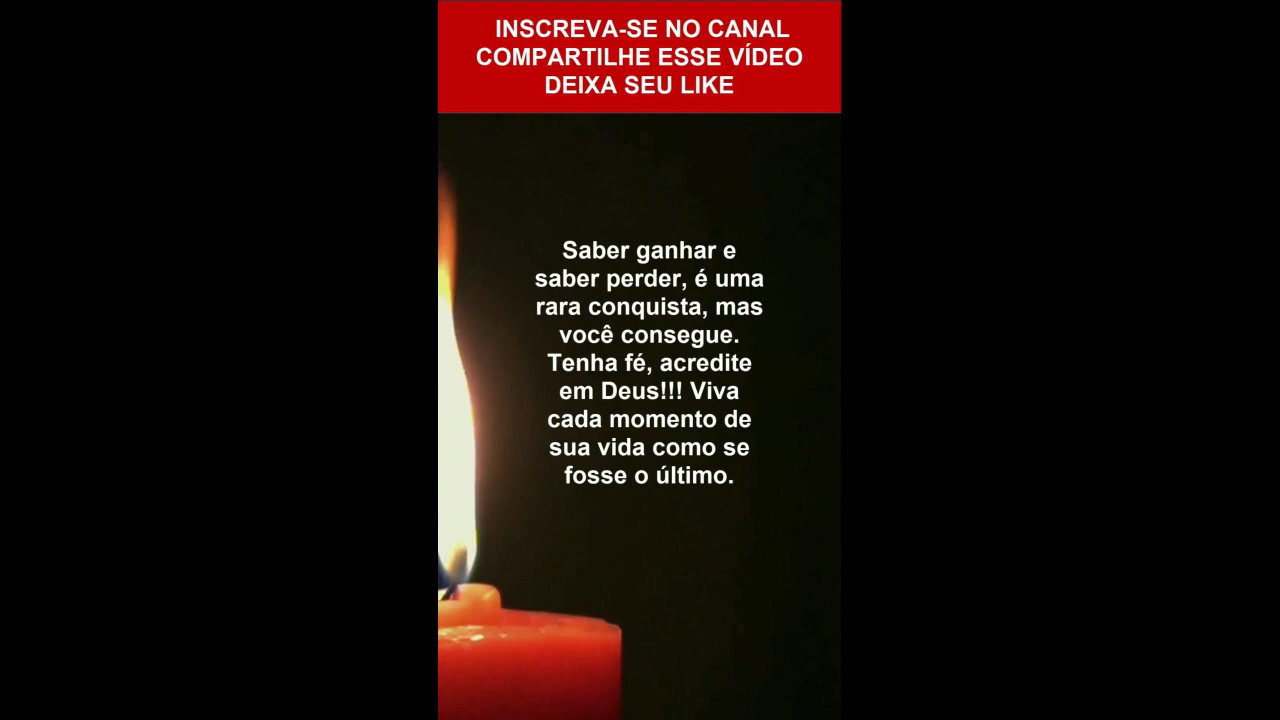 INSCREVA-SE NO CANAL
COMPARTILHE ESSE VÍDEO
DEIXA SEU LIKE
Saber ganhar e
saber perder, é uma
rara conquista, mas
você consegue.
Tenha fé, acredite
em Deus!!! Viva
cada momento de
sua vida como se
fosse o último.